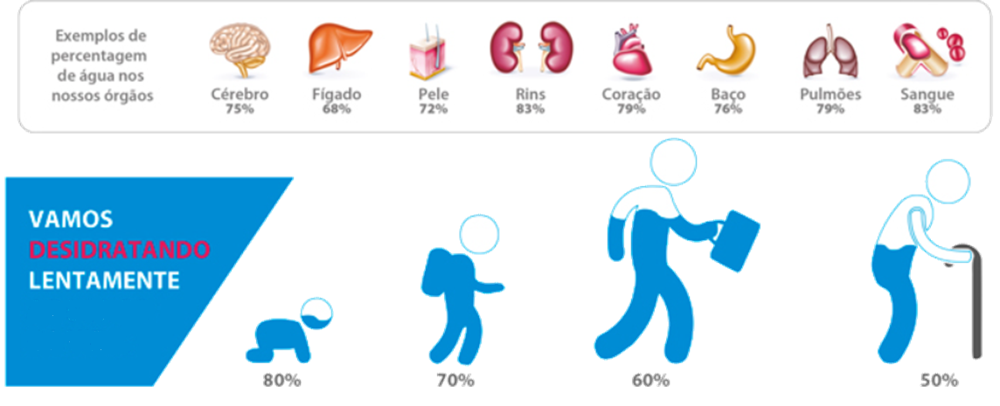 Exemplos de
percentagem
de água nos
nossos órgãos
Cérebro
75%
Fígado
68%
Pele
72%
Rins
83%
Coração
79%
Baço
76%
Pulmões
79%
Sangue
83%
VAMOS
DESIDRATANDO
LENTAMENTE
80%
70%
60%
50%